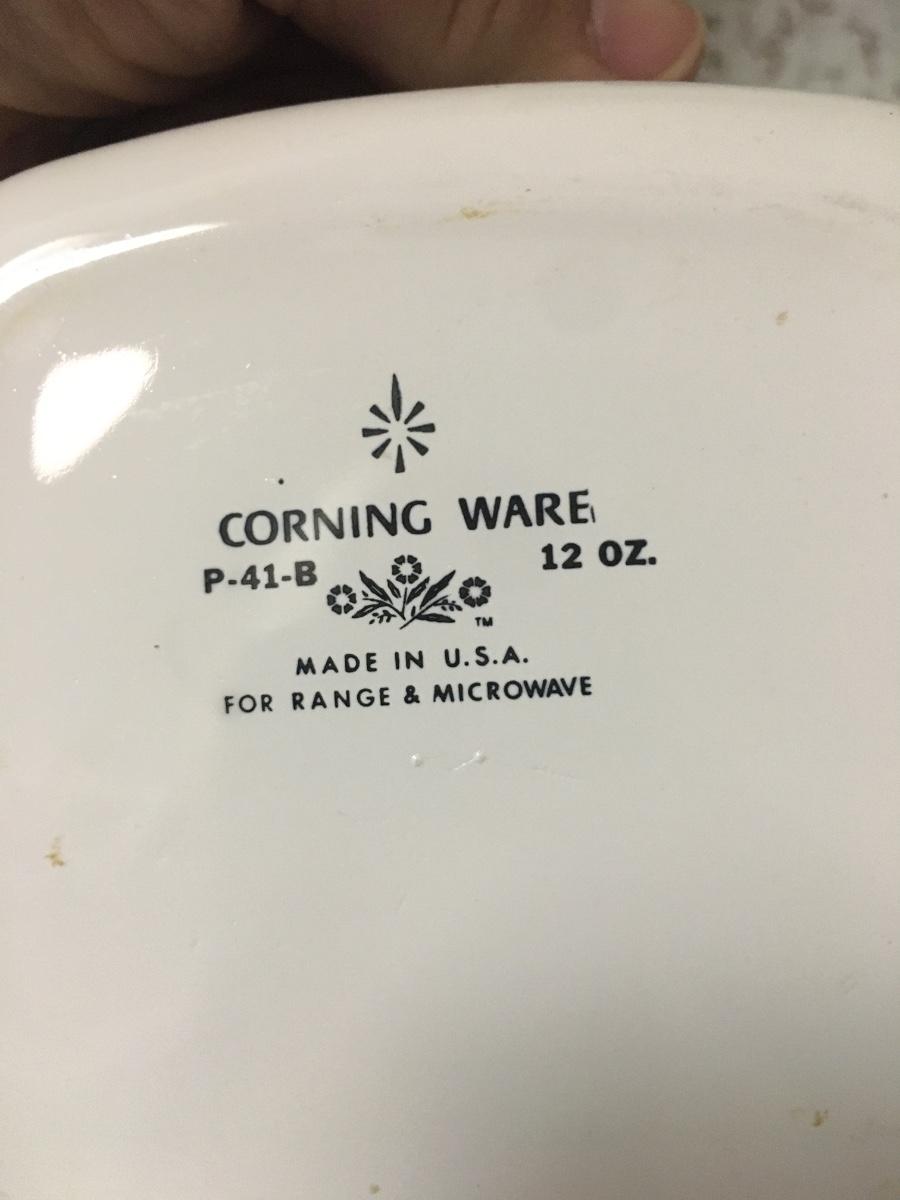 CORNING WARE
P-41-B 12 OZ.
TM
MADE IN U.S.A.
FOR RANGE & MICROWAVE